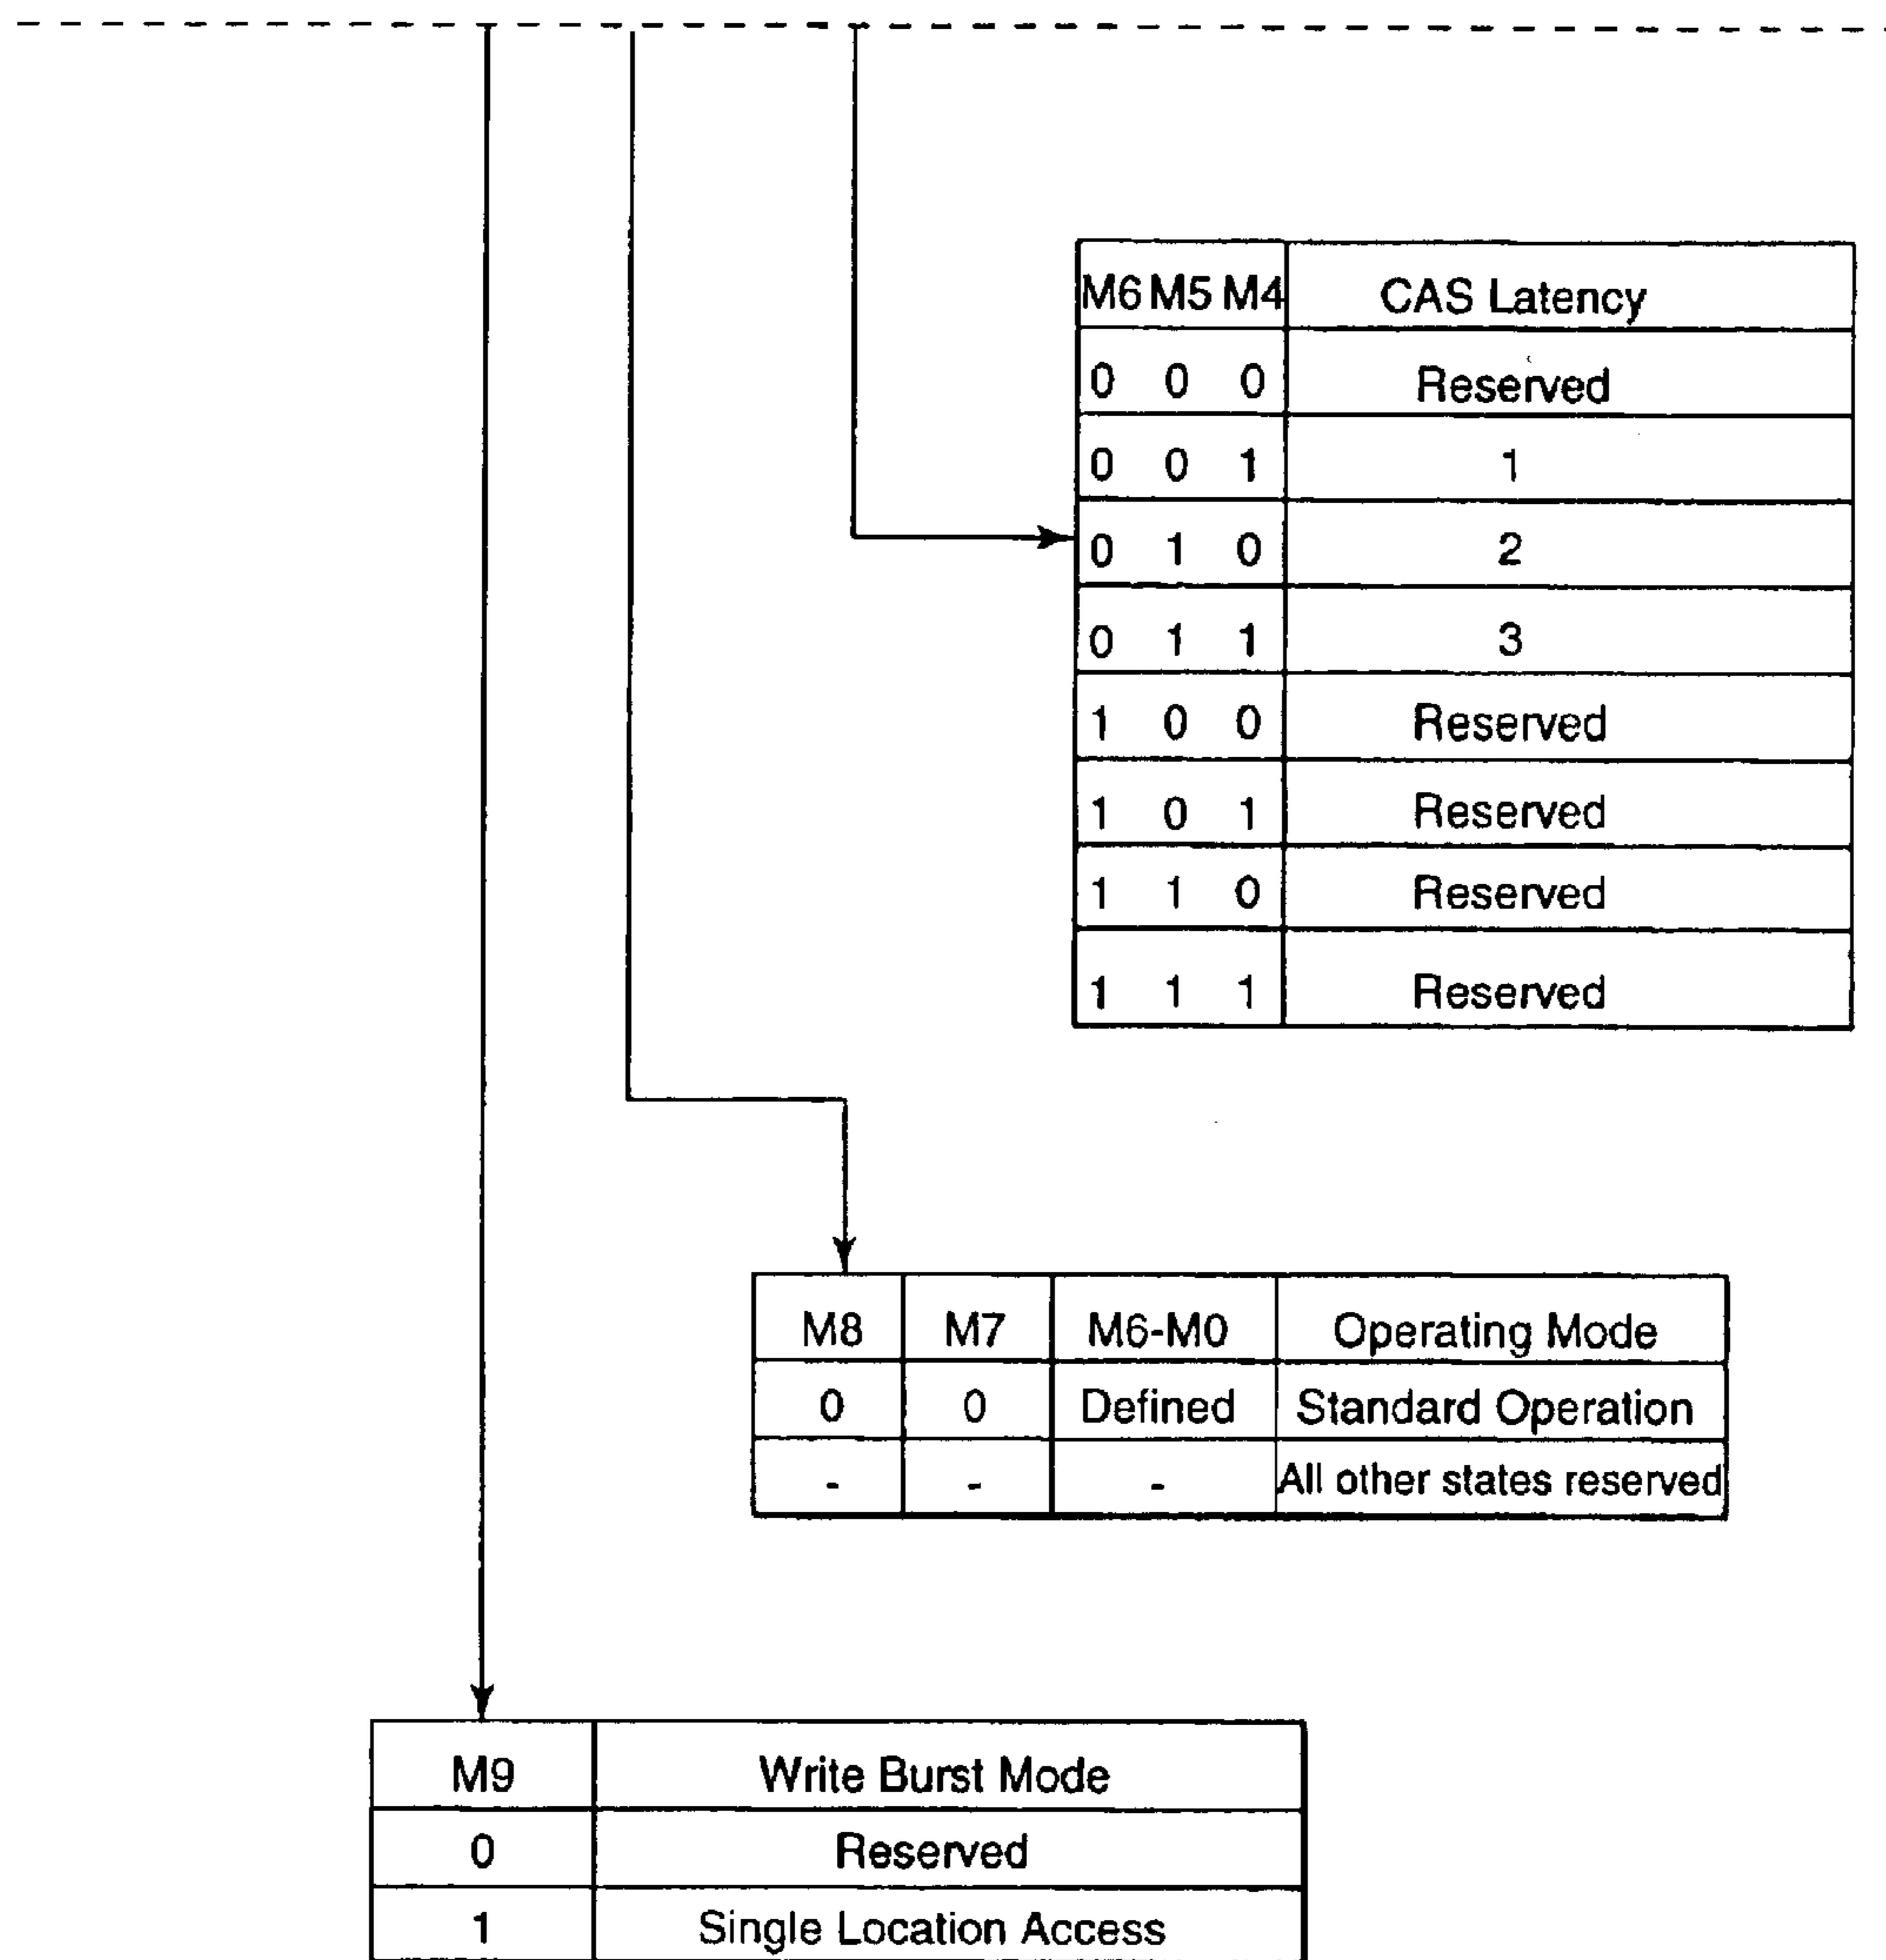 M6 M5 M4 CAS Latency
0 0 0 Reserved
0 0 1 1
0 1 0 2
0 1 1 3
1 0 0 Reserved
1 0 1 Reserved
1 1 0 Reserved
1 1 1 Reserved
M8 M7 M6-M0 Operating Mode
0 0 Defined Standard Operation
- - - All other states reserved
M9 Write Burst Mode
0 Reserved
1 Single Location Access